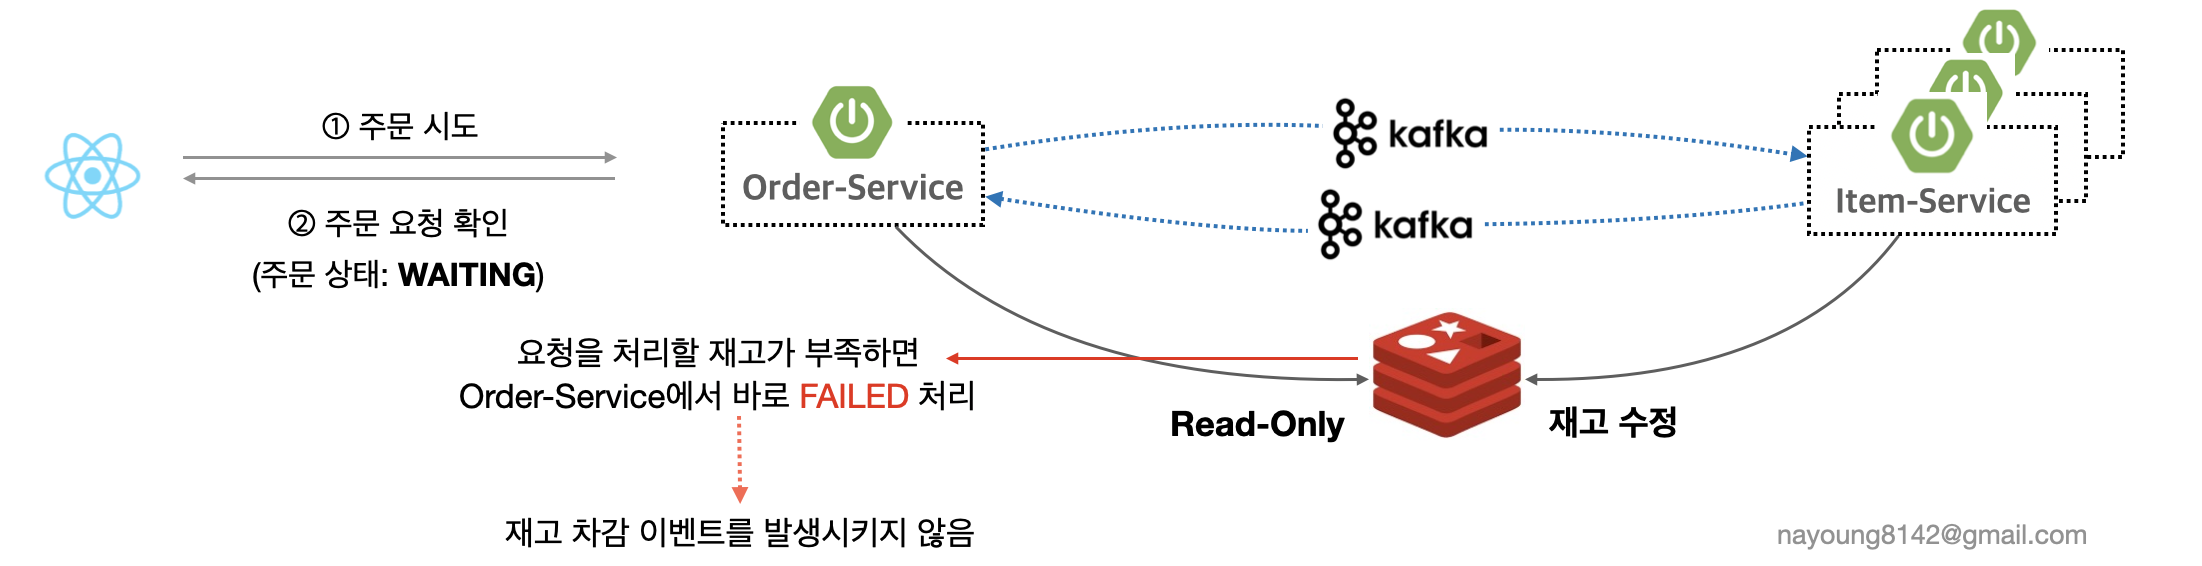 ① 주문 시도
② 주문 요청 확인
(주문 상태: WAITING)
Order-Service
kafka
kafka
Item-Service
요청을 처리할 재고가 부족하면
Order-Service에서 바로 FAILED 처리
Read-Only
재고 수정
재고 차감 이벤트를 발생시키지 않음
nayoung8142@gmail.com